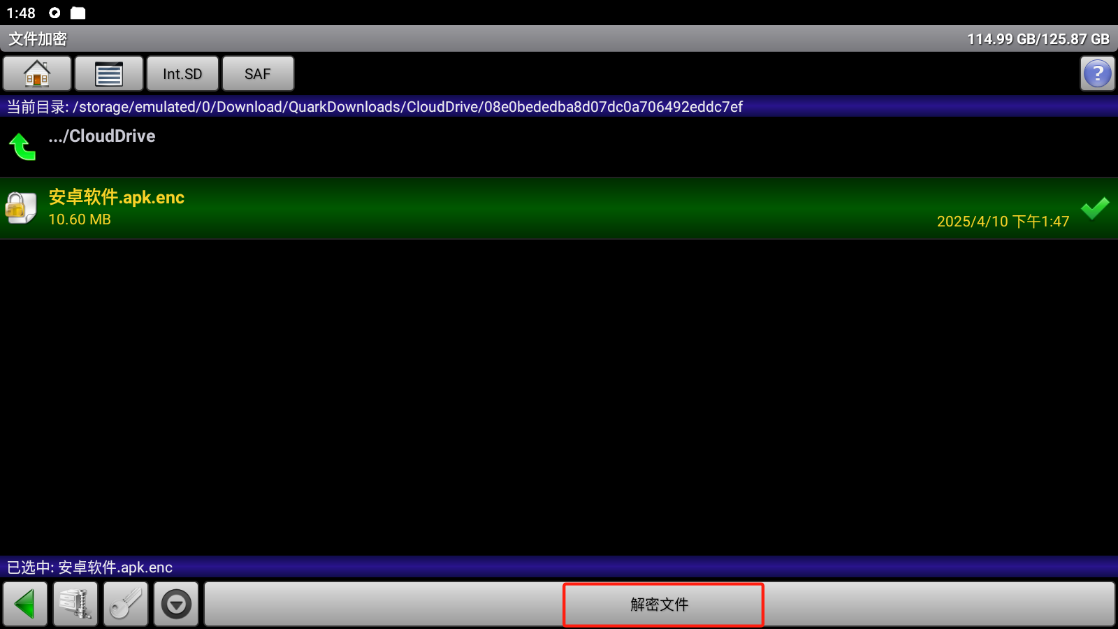 1:48
文件加密 114.99 GB/125.87 GB
Int.SD SAF ?
当前目录: /storage/emulated/0/Download/QuarkDownloads/CloudDrive/08e0bededba8d07dc0a706492eddc7ef
.../CloudDrive
安卓软件.apk.enc
10.60 MB 2025/4/10 下午1:47
已选中: 安卓软件.apk.enc
解密文件